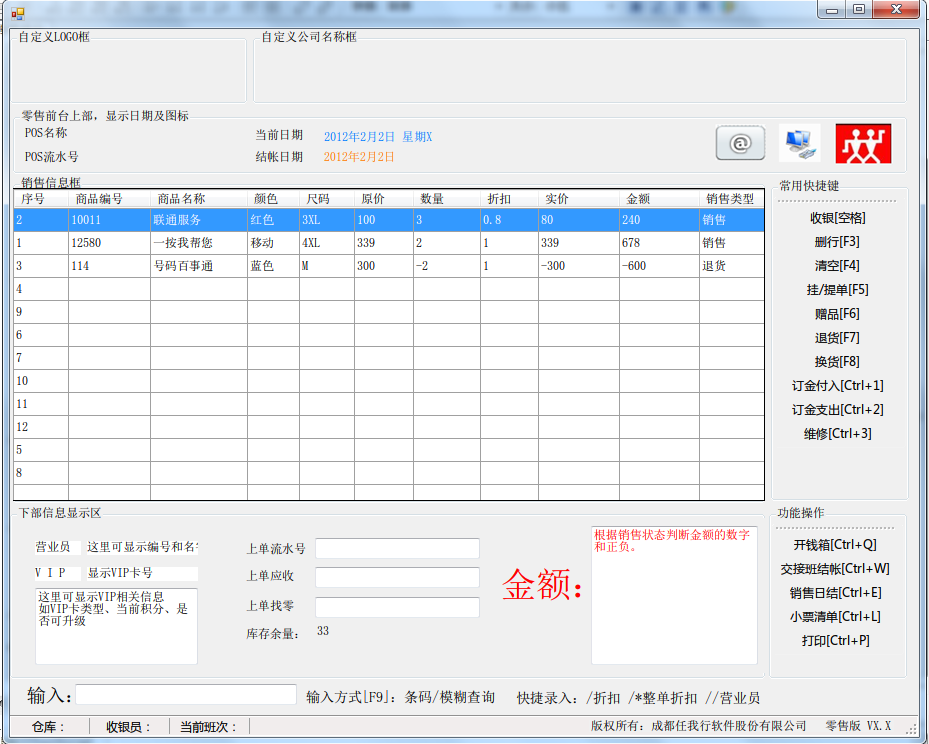 自定义LOGO框 自定义公司名称框
零售前台上部，显示日期及图标
POS名称 当前日期 2012年2月2日 星期X
POS流水号 结帐日期 2012年2月2日
@
销售信息框
序号 商品编号 商品名称 颜色 尺码 原价 数量 折扣 实价 金额 销售类型
2 10011 联通服务 红色 3XL 100 3 0.8 80 240 销售
1 12580 一按我帮您 移动 4XL 339 2 1 339 678 销售
3 114 号码百事通 蓝色 M 300 -2 1 -300 -600 退货
4
9
6
7
10
11
12
5
8
常用快捷键
收银[空格]
删行[F3]
清空[F4]
挂/提单[F5]
赠品[F6]
退货[F7]
换货[F8]
订金付入[Ctrl+1]
订金支出[Ctrl+2]
维修[Ctrl+3]
下部信息显示区
营业员 这里可显示编号和名
V I P 显示VIP卡号
这里可显示VIP相关信息
如VIP卡类型、当前积分、是
否可升级
上单流水号
上单应收
上单找零
库存余量： 33
金额：
根据销售状态判断金额的数字
和正负。
功能操作
开钱箱[Ctrl+Q]
交接班结帐[Ctrl+W]
销售日结[Ctrl+E]
小票清单[Ctrl+L]
打印[Ctrl+P]
输入： 输入方式[F9]：条码/模糊查询 快捷录入：/折扣 /*整单折扣 //营业员
仓库： 收银员： 当前班次： 版权所有：成都任我行软件股份有限公司 零售版 VX.X